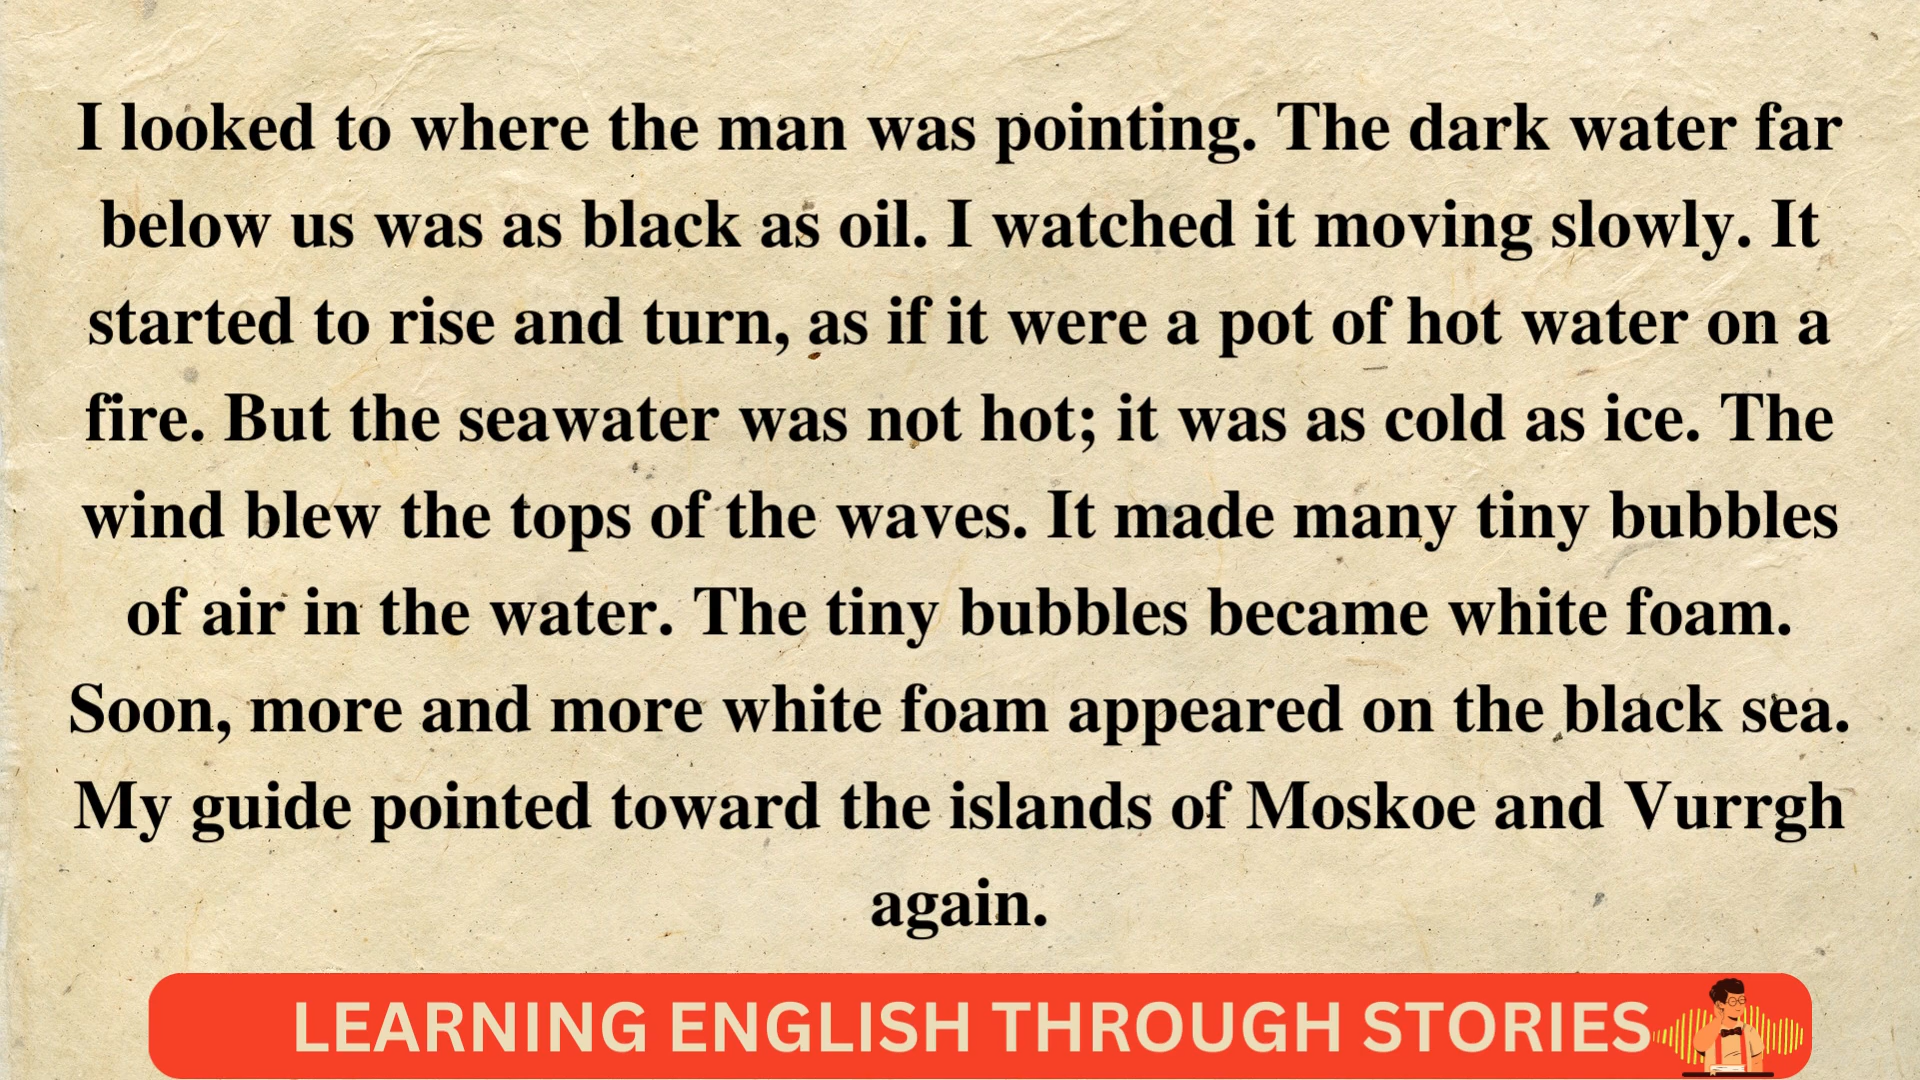 I looked to where the man was pointing. The dark water far
below us was as black as oil. I watched it moving slowly. It
started to rise and turn, as if it were a pot of hot water on a
fire. But the seawater was not hot; it was as cold as ice. The
wind blew the tops of the waves. It made many tiny bubbles
of air in the water. The tiny bubbles became white foam.
Soon, more and more white foam appeared on the black sea.
My guide pointed toward the islands of Moskoe and Vurrgh
again.
LEARNING ENGLISH THROUGH STORIES